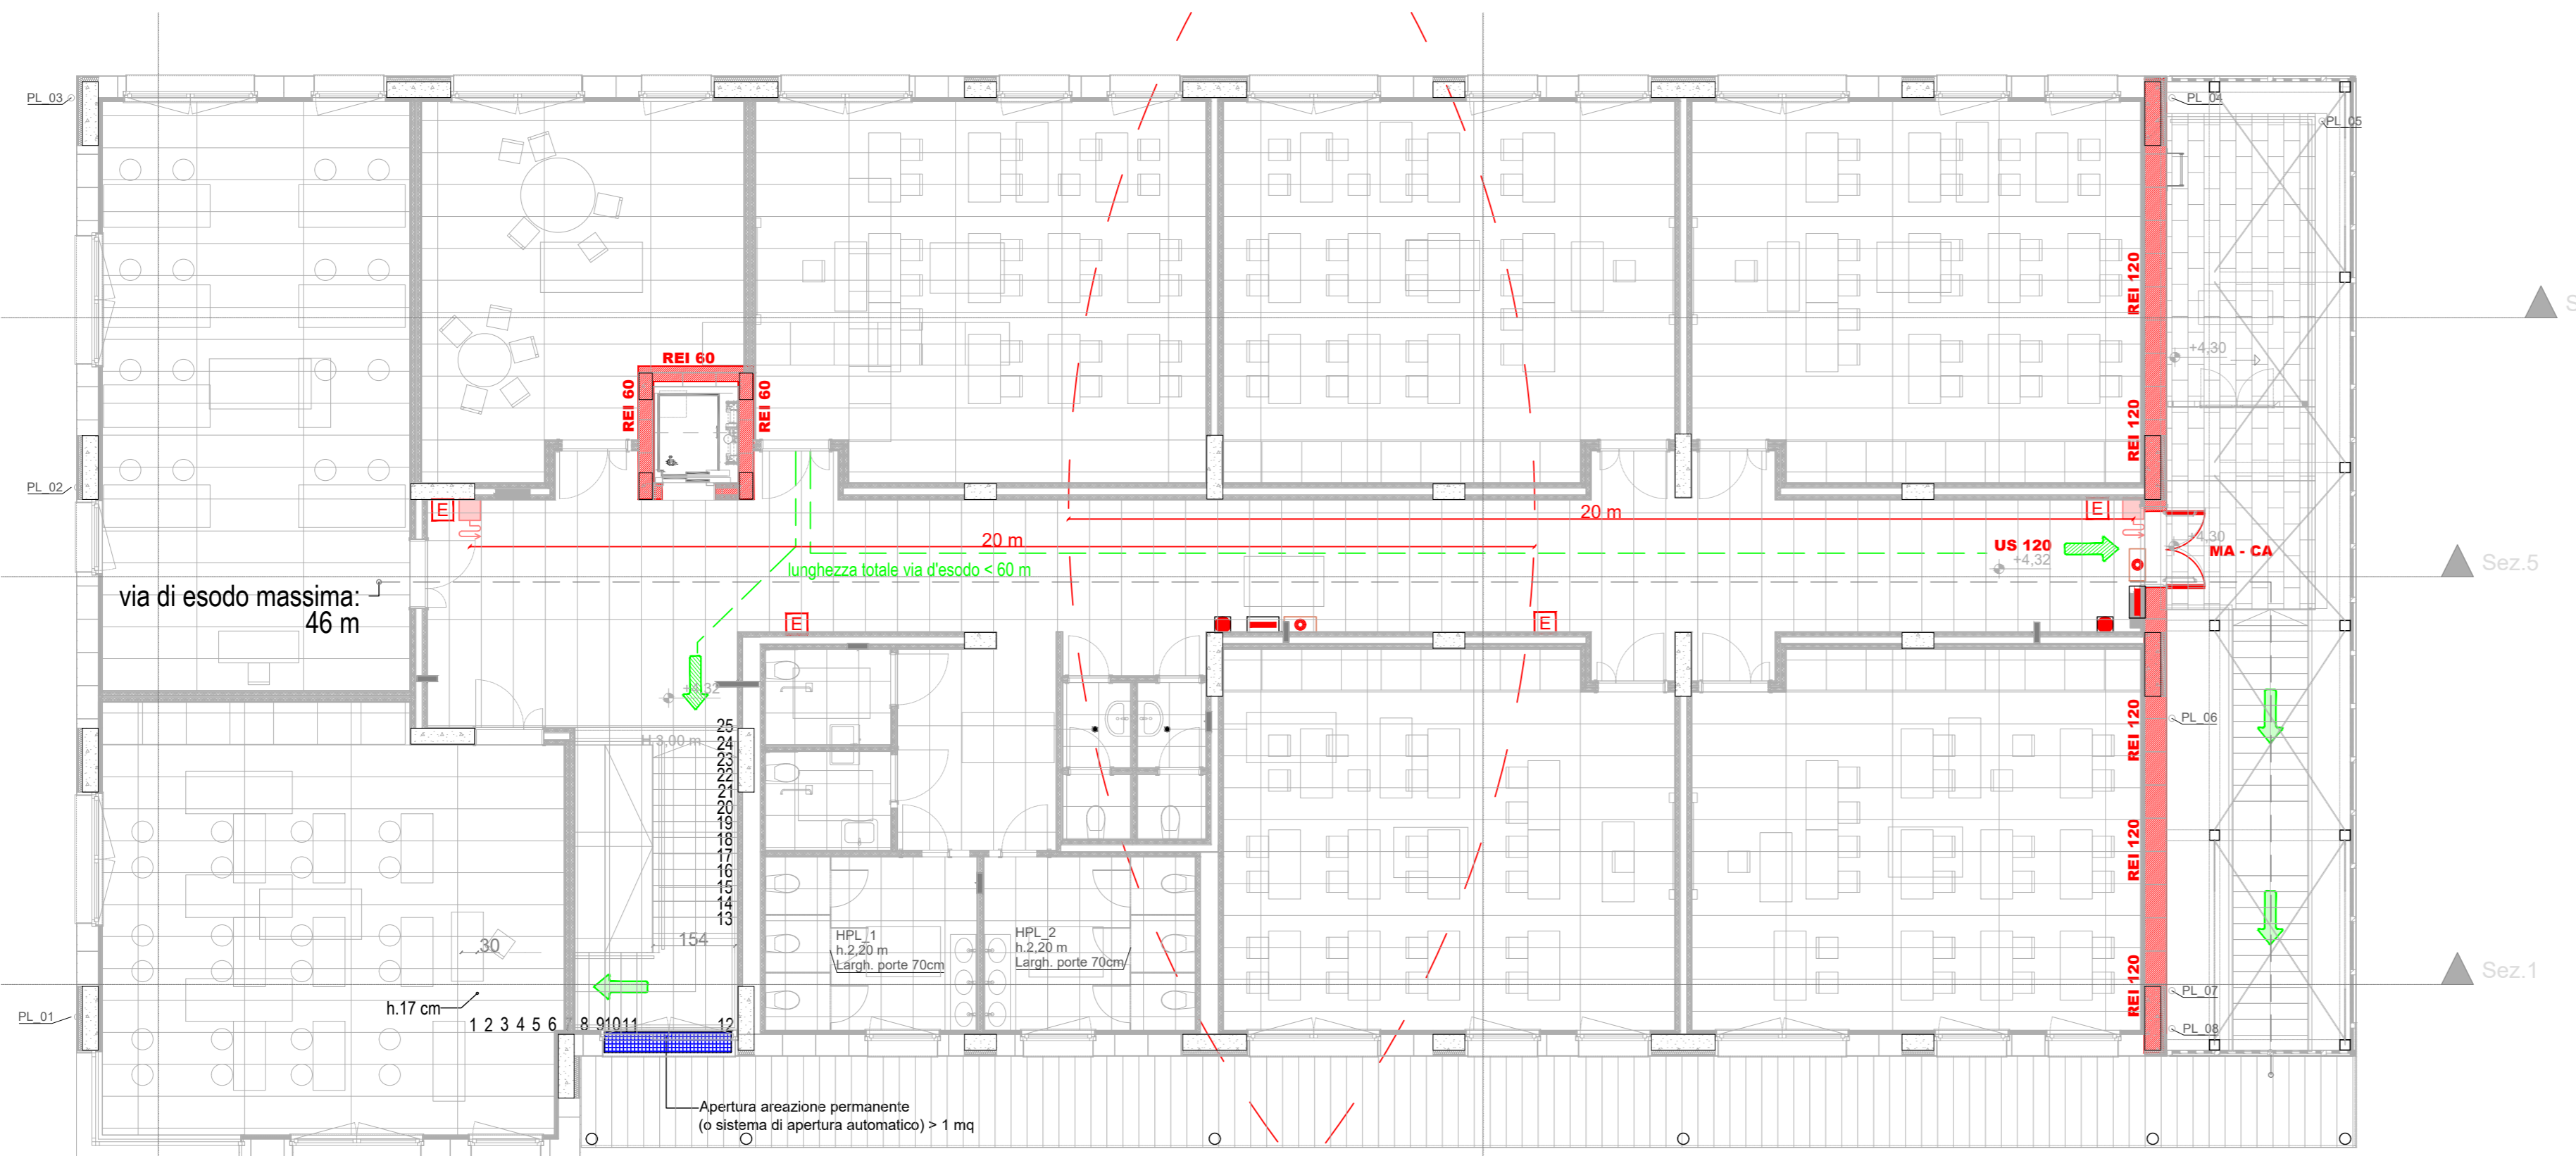 PL_03
PL_04
PL_05
S
REI 120
+4,30
REI 60
REI 60
REI 60
REI 120
PL_02
E
E
20 m
20 m
US 120
+4,32
+4,30
MA - CA
Sez.5
lunghezza totale via d'esodo < 60 m
via di esodo massima:
46 m
E
E
+4,32
PL_06
REI 120
H 3,00 m
25
24
23
22
21
20
19
18
17
16
15
14
13
REI 120
154
30
HPL_1
h.2,20 m
Largh. porte 70cm
HPL_2
h.2,20 m
Largh. porte 70cm
Sez.1
REI 120
PL_07
h.17 cm
PL_01
1 2 3 4 5 6 7 8 9 10 11 12
PL_08
Apertura areazione permanente
(o sistema di apertura automatico) > 1 mq